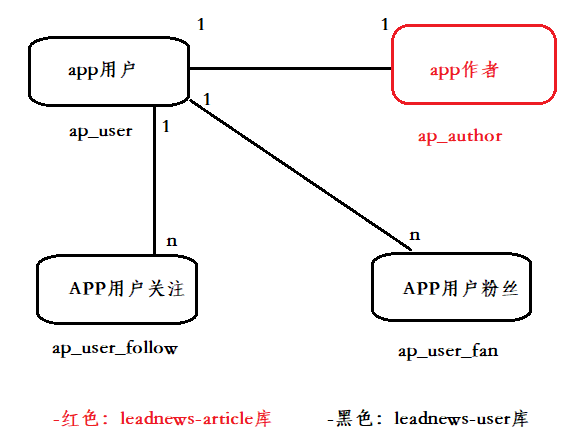 1 1
app用户 app作者
1
ap_user 1 ap_author
n n
APP用户关注 APP用户粉丝
ap_user_follow ap_user_fan
-红色：leadnews-article库 -黑色：leadnews-user库